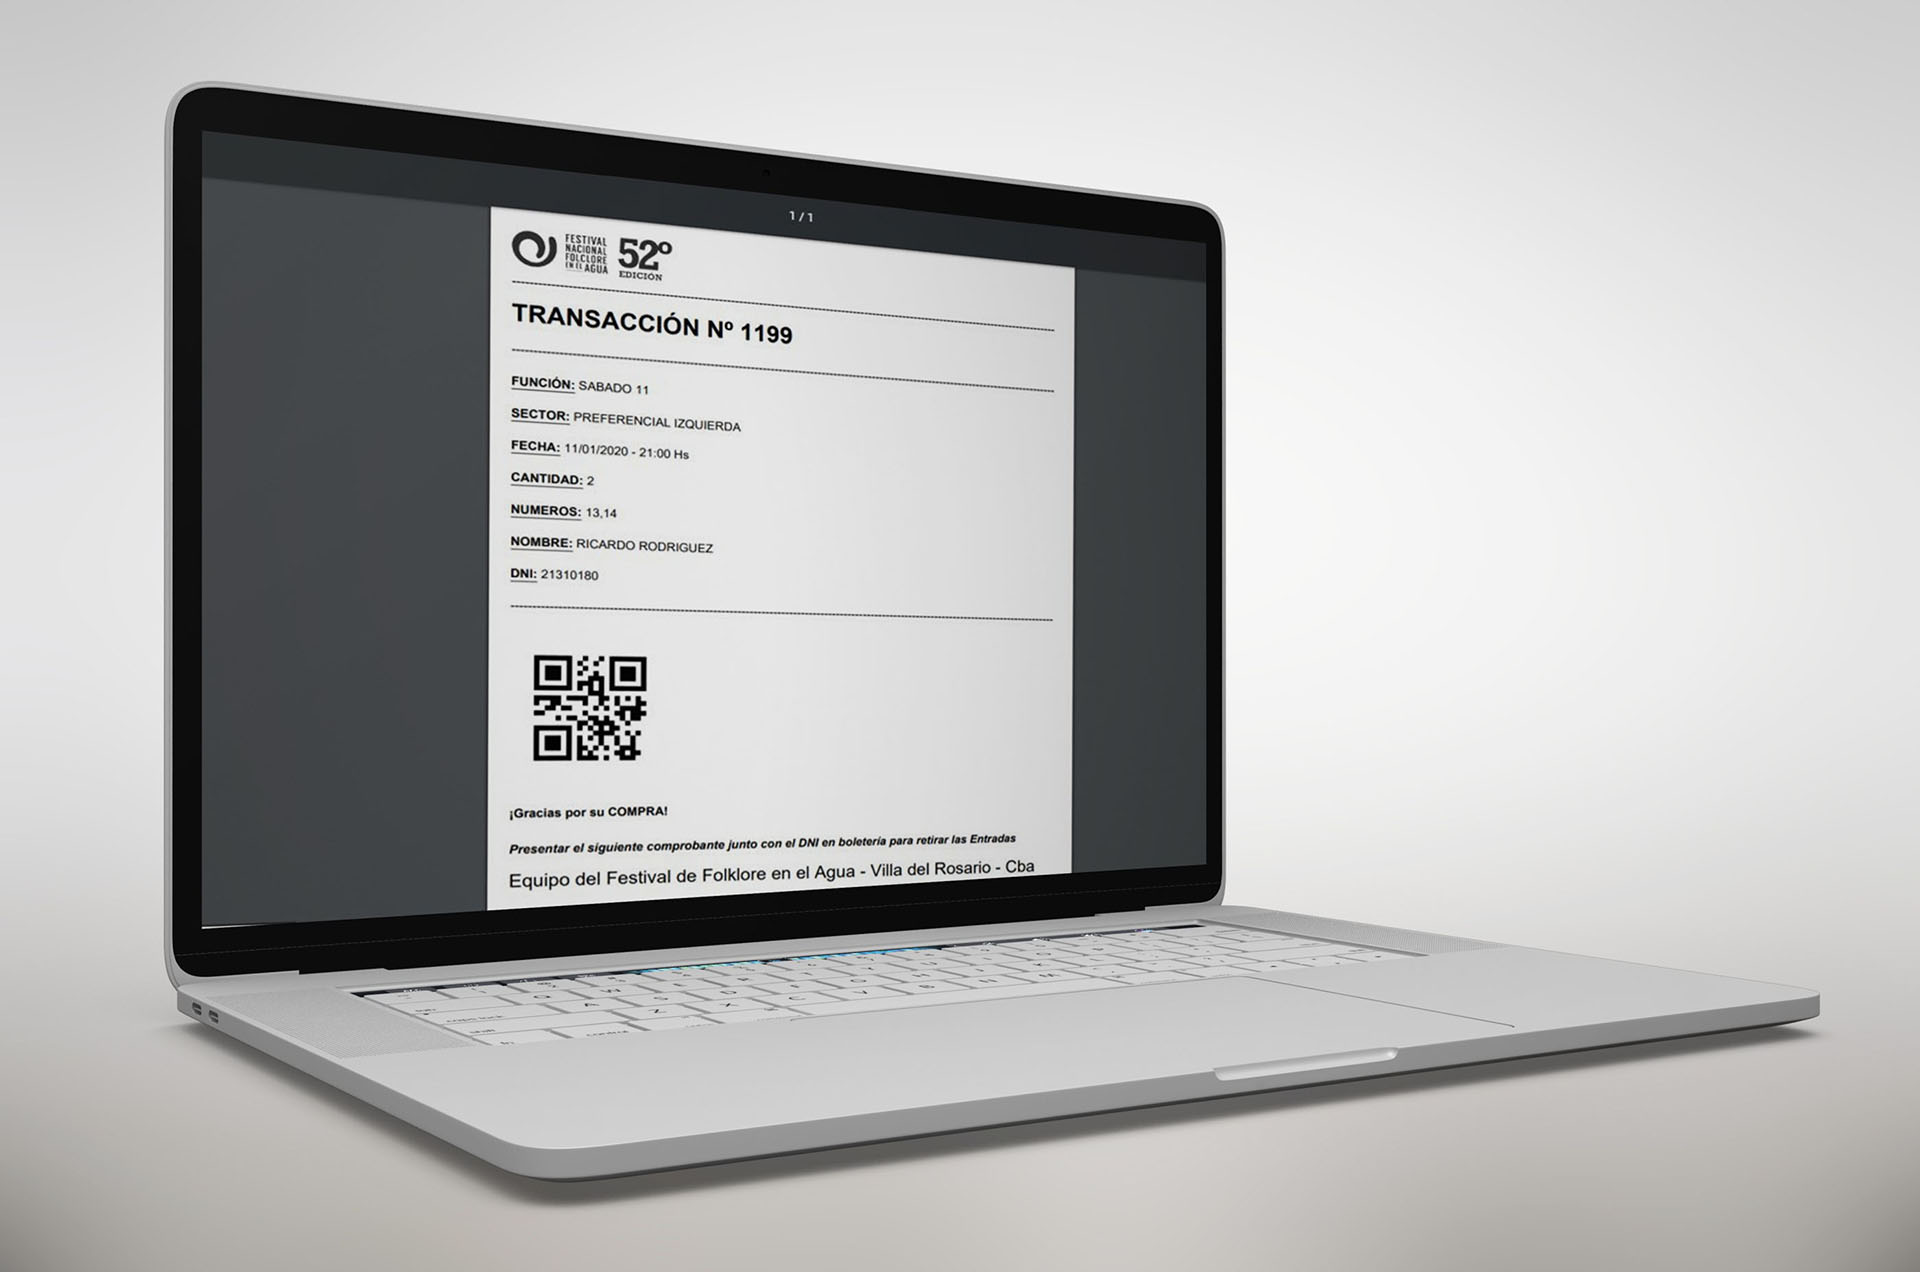 1 / 1
FESTIVAL
NACIONAL
FOLCLORE
EN EL AGUA
52º
EDICIÓN
TRANSACCIÓN Nº 1199
FUNCIÓN: SABADO 11
SECTOR: PREFERENCIAL IZQUIERDA
FECHA: 11/01/2020 - 21:00 Hs
CANTIDAD: 2
NUMEROS: 13,14
NOMBRE: RICARDO RODRIGUEZ
DNI: 21310180
¡Gracias por su COMPRA!
Presentar el siguiente comprobante junto con el DNI en boletería para retirar las Entradas
Equipo del Festival de Folklore en el Agua - Villa del Rosario - Cba